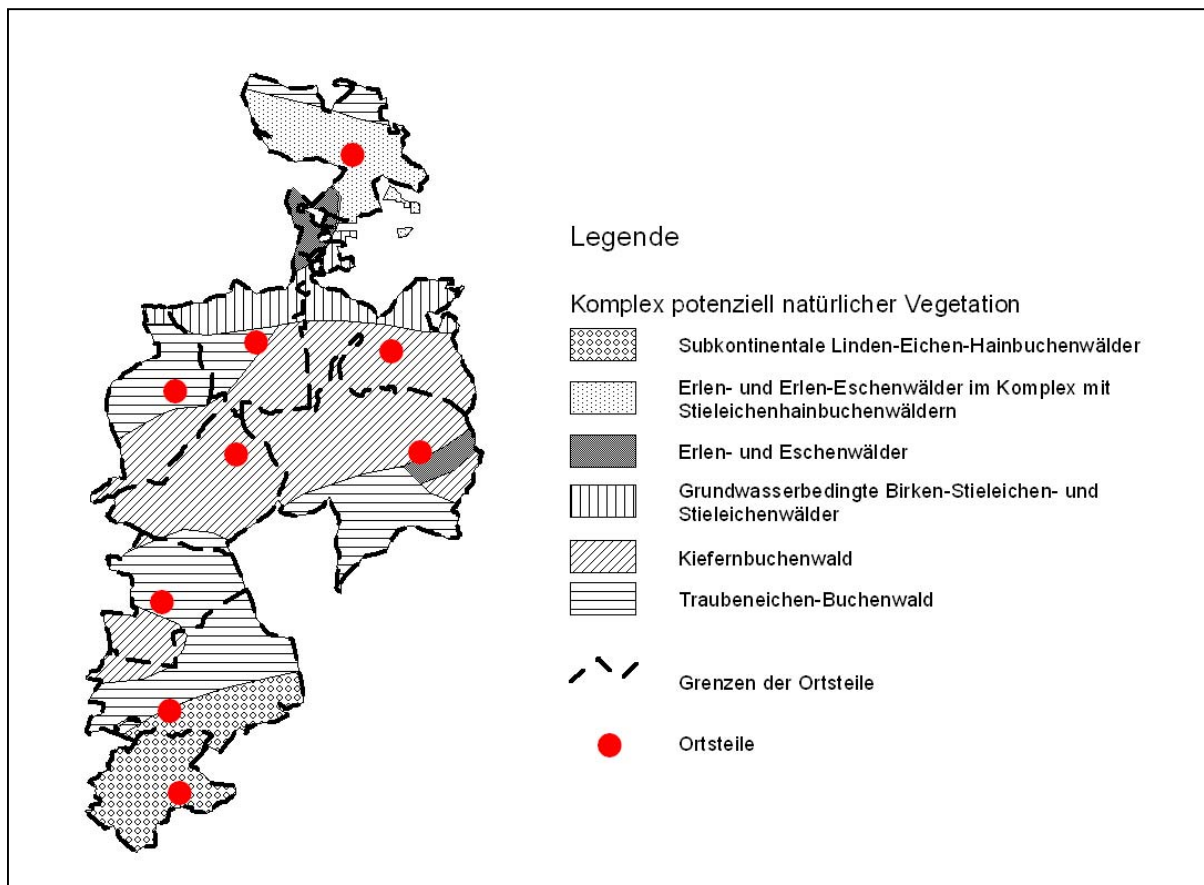 Legende
Komplex potenziell natürlicher Vegetation
Subkontinentale Linden-Eichen-Hainbuchenwälder
Erlen- und Erlen-Eschenwälder im Komplex mit
Stieleichenhainbuchenwäldern
Erlen- und Eschenwälder
Grundwasserbedingte Birken-Stieleichen- und
Stieleichenwälder
Kiefernbuchenwald
Traubeneichen-Buchenwald
Grenzen der Ortsteile
Ortsteile